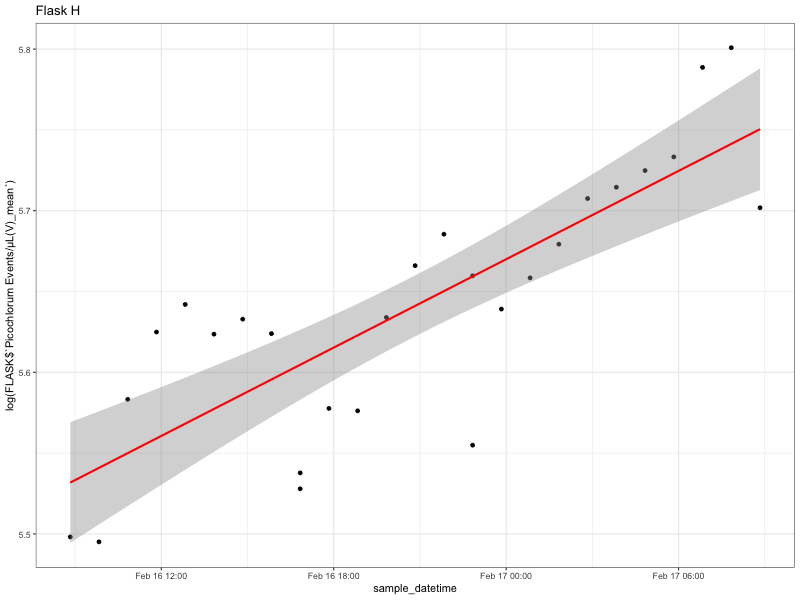 Flask H
log(FLASK$`Picochlorum Events/μL(V)_mean`)
5.8
5.7
5.6
5.5
Feb 16 12:00
Feb 16 18:00
Feb 17 00:00
Feb 17 06:00
sample_datetime